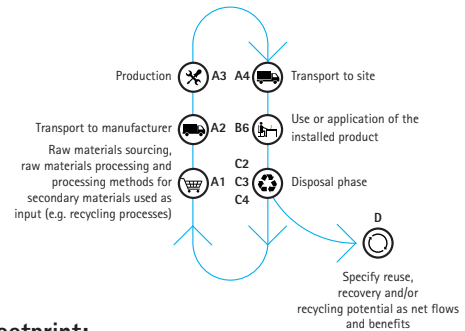 Production
A3
A4
Transport to site
Transport to manufacturer
A2
B6
Use or application of the
installed product
Raw materials sourcing,
raw materials processing and
processing methods for
secondary materials used as
input (e.g. recycling processes)
A1
C2
C3
C4
Disposal phase
D
Specify reuse,
recovery and/or
recycling potential as net flows
and benefits